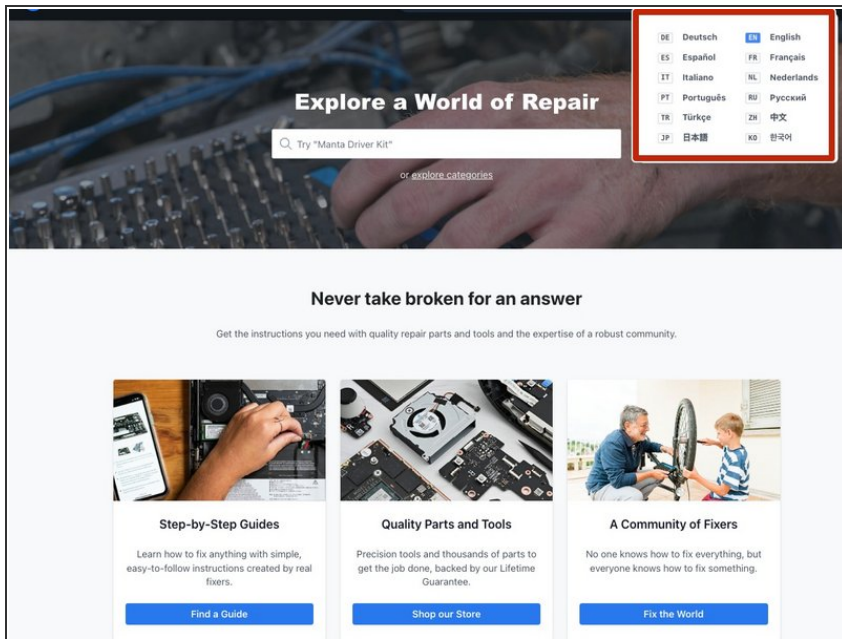 DE Deutsch EN English
ES Español FR Français
IT Italiano NL Nederlands
PT Português RU Русский
TR Türkçe ZH 中文
JP 日本語 KO 한국어
Explore a World of Repair
Try "Manta Driver Kit"
or explore categories
Never take broken for an answer
Get the instructions you need with quality repair parts and tools and the expertise of a robust community.
Step-by-Step Guides
Learn how to fix anything with simple,
easy-to-follow instructions created by real
fixers.
Find a Guide
Quality Parts and Tools
Precision tools and thousands of parts to
get the job done, backed by our Lifetime
Guarantee.
Shop our Store
A Community of Fixers
No one knows how to fix everything, but
everyone knows how to fix something.
Fix the World